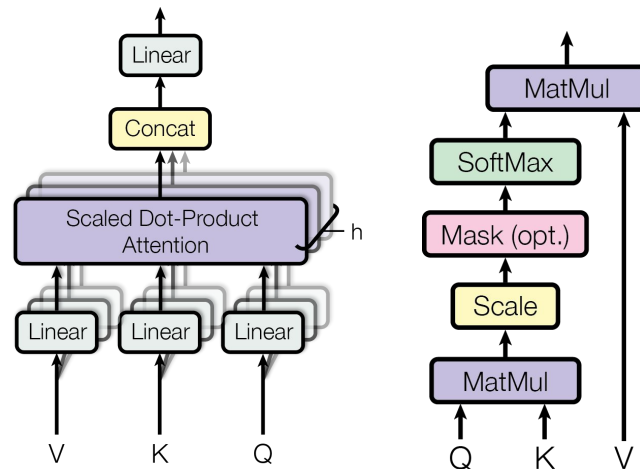 Linear
Concat
Scaled Dot-Product
Attention
h
Linear
Linear
Linear
V
K
Q
MatMul
SoftMax
Mask (opt.)
Scale
MatMul
Q
K
V